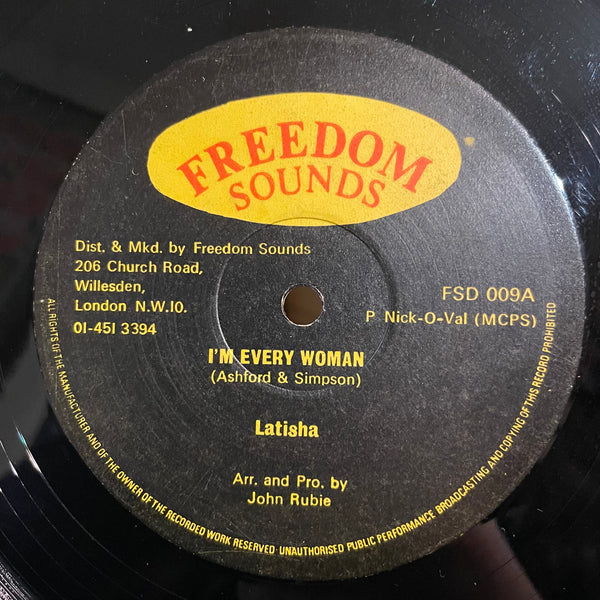 FREEDOM
SOUNDS
Dist. & Mkd. by Freedom Sounds
206 Church Road,
Willesden,
London N.W.10.
01-451 3394
FSD 009A
P Nick-O-Val (MCPS)
I'M EVERY WOMAN
(Ashford & Simpson)
Latisha
Arr. and Pro. by
John Rubie
ALL RIGHTS OF THE MANUFACTURER AND OF THE OWNER OF THE RECORDED WORK RESERVED · UNAUTHORISED PUBLIC PERFORMANCE BROADCASTING AND COPYING OF THIS RECORD PROHIBITED